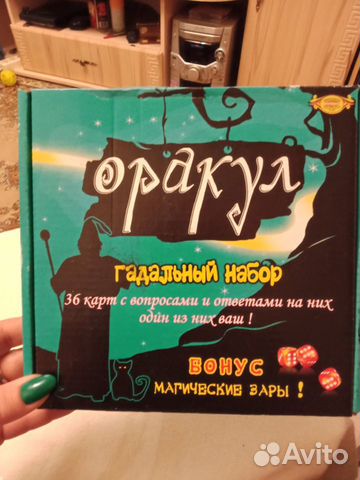 оракул
гадальный набор
36 карт с вопросами и ответами на них
один из них ваш !
БОНУС
МАГИЧЕСКИЕ ЗАРЫ !
Avito